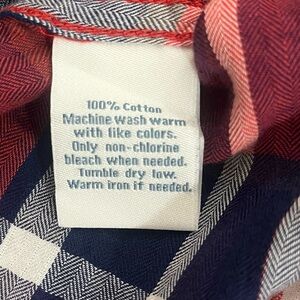 100% Cotton
Machine wash warm
with like colors.
Only non-chlorine
bleach when needed.
Tumble dry low.
Warm iron if needed.